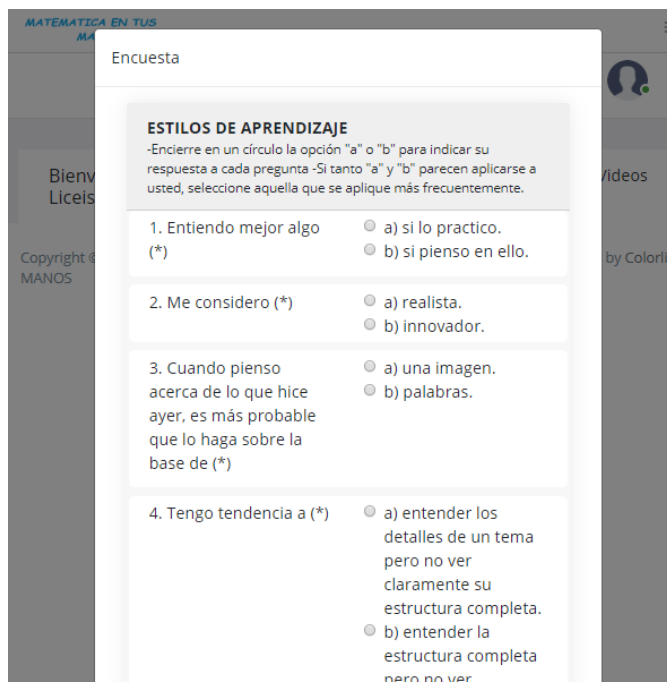 MATEMATICA EN TUS
MA
Encuesta
ESTILOS DE APRENDIZAJE
-Encierre en un círculo la opción "a" o "b" para indicar su
respuesta a cada pregunta -Si tanto "a" y "b" parecen aplicarse a
usted, seleccione aquella que se aplique más frecuentemente.
Bienv
Liceis
/ideos
1. Entiendo mejor algo
(*)
a) si lo practico.
b) si pienso en ello.
Copyright ©
MANOS
by Colorli
2. Me considero (*)
a) realista.
b) innovador.
3. Cuando pienso
acerca de lo que hice
ayer, es más probable
que lo haga sobre la
base de (*)
a) una imagen.
b) palabras.
4. Tengo tendencia a (*)
a) entender los
detalles de un tema
pero no ver
claramente su
estructura completa.
b) entender la
estructura completa
pero no ver